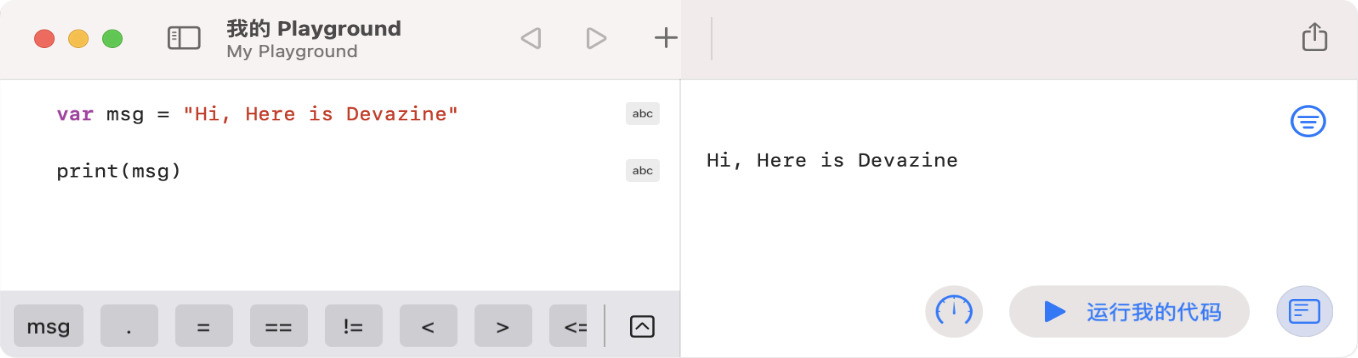 我的 Playground
My Playground
var msg = "Hi, Here is Devazine"
abc
print(msg)
abc
msg . = == != < > <=
Hi, Here is Devazine
运行我的代码